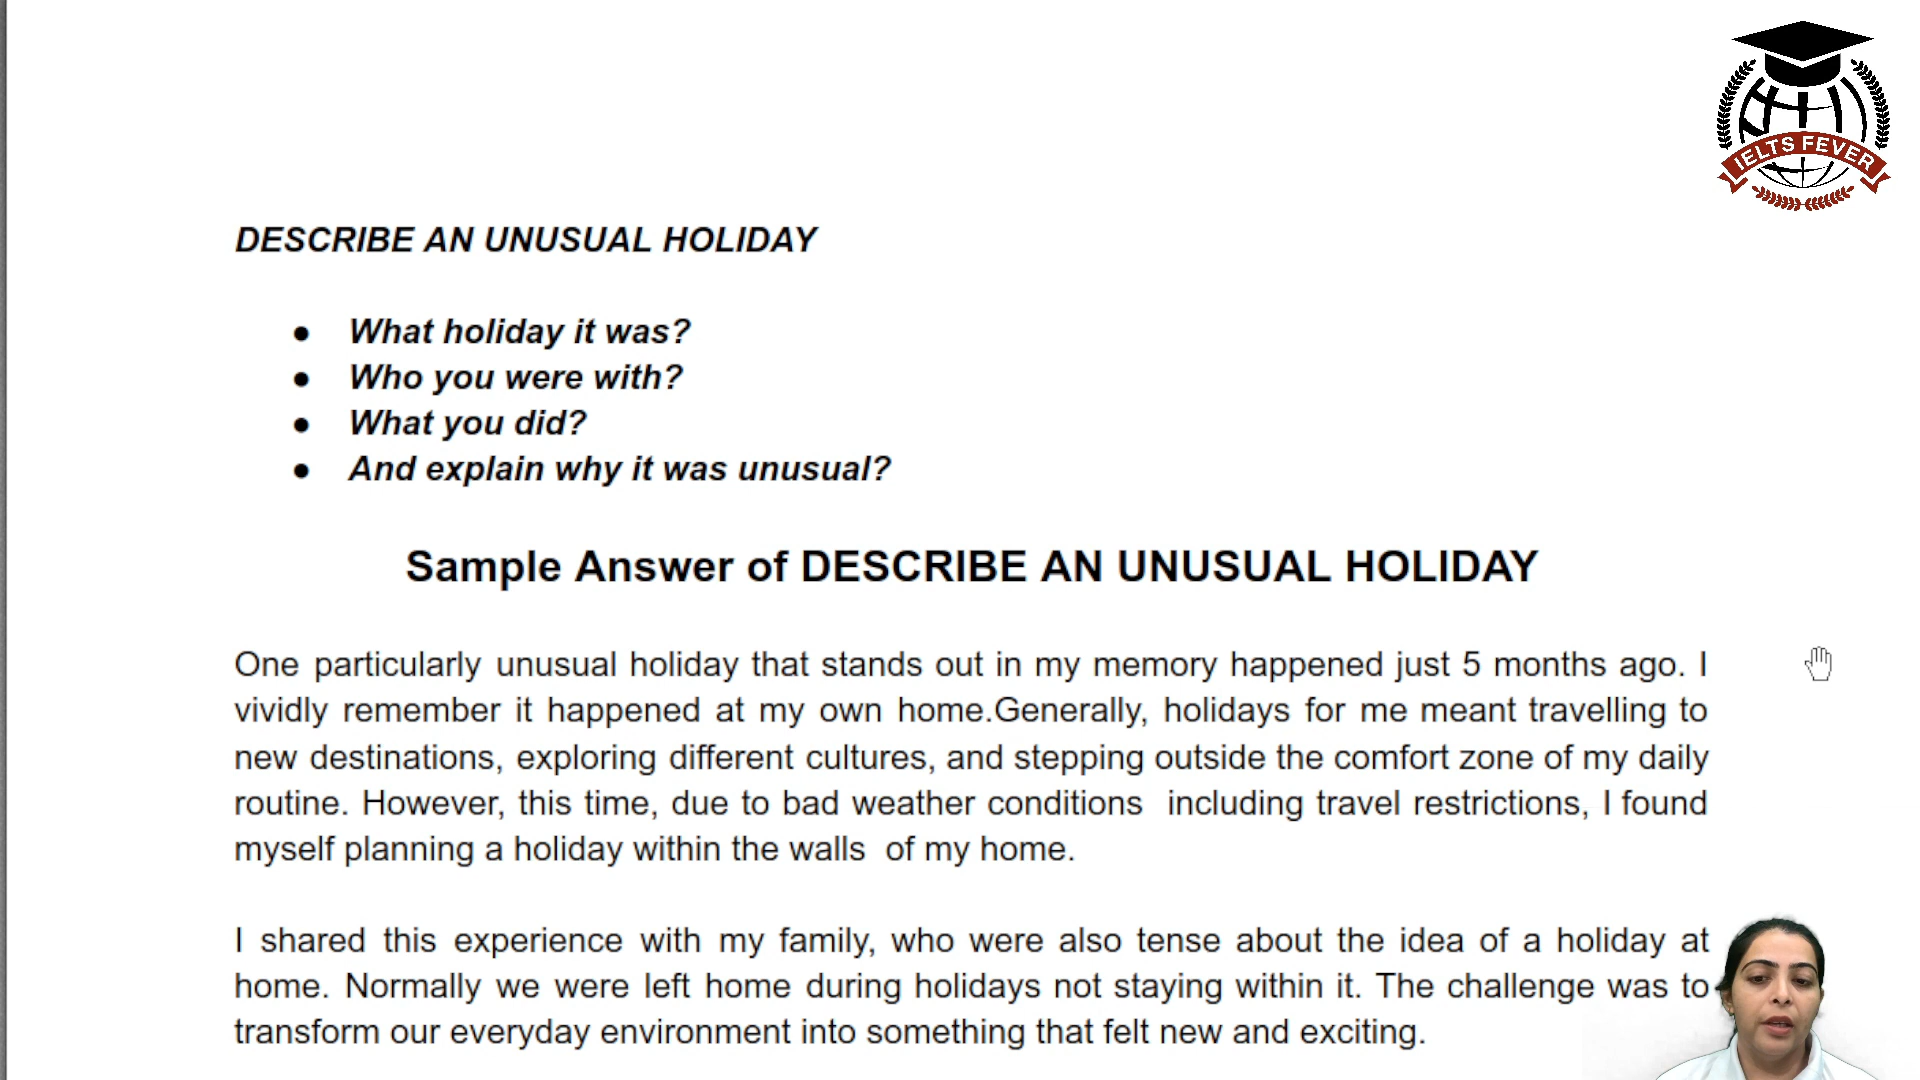 IELTS FEVER
DESCRIBE AN UNUSUAL HOLIDAY
● What holiday it was?
● Who you were with?
● What you did?
● And explain why it was unusual?
Sample Answer of DESCRIBE AN UNUSUAL HOLIDAY
One particularly unusual holiday that stands out in my memory happened just 5 months ago. I
vividly remember it happened at my own home.Generally, holidays for me meant travelling to
new destinations, exploring different cultures, and stepping outside the comfort zone of my daily
routine. However, this time, due to bad weather conditions  including travel restrictions, I found
myself planning a holiday within the walls  of my home.
I shared this experience with my family, who were also tense about the idea of a holiday at
home. Normally we were left home during holidays not staying within it. The challenge was to
transform our everyday environment into something that felt new and exciting.